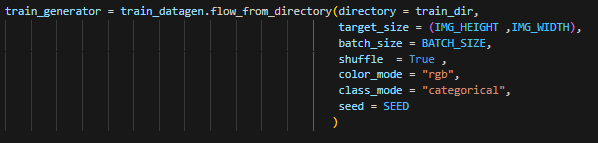 train_generator = train_datagen.flow_from_directory(directory = train_dir,
target_size = (IMG_HEIGHT ,IMG_WIDTH),
batch_size = BATCH_SIZE,
shuffle  = True ,
color_mode = "rgb",
class_mode = "categorical",
seed = SEED
)